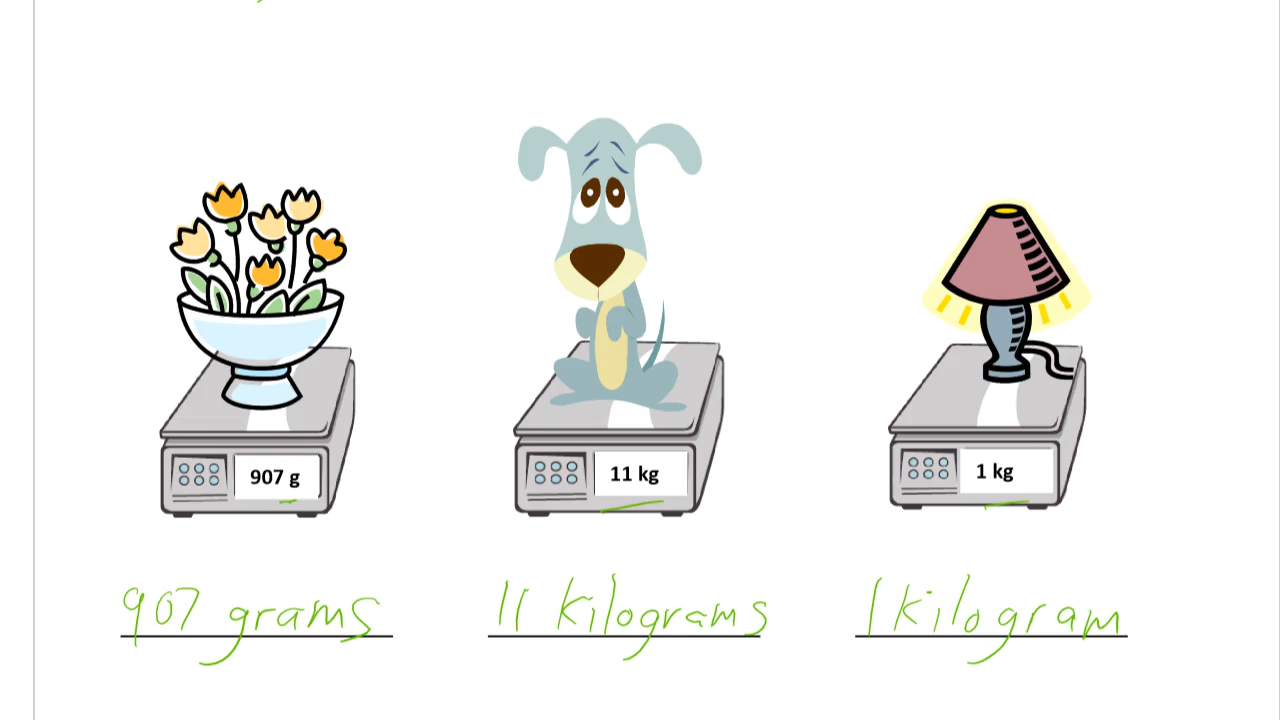 907 g
11 kg
1 kg
907 grams
11 kilograms
1 kilogram